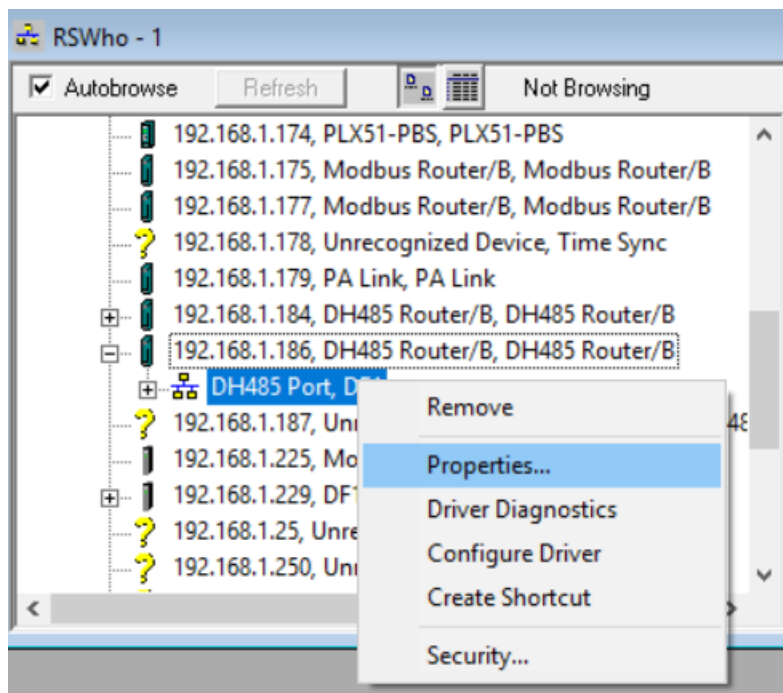 RSWho - 1
Autobrowse Refresh Not Browsing
192.168.1.174, PLX51-PBS, PLX51-PBS
192.168.1.175, Modbus Router/B, Modbus Router/B
192.168.1.177, Modbus Router/B, Modbus Router/B
192.168.1.178, Unrecognized Device, Time Sync
192.168.1.179, PA Link, PA Link
192.168.1.184, DH485 Router/B, DH485 Router/B
192.168.1.186, DH485 Router/B, DH485 Router/B
DH485 Port,
192.168.1.187, 48
192.168.1.225,
192.168.1.229, DF1
192.168.1.25,
192.168.1.250,
Remove
Properties...
Driver Diagnostics
Configure Driver
Create Shortcut
Security...